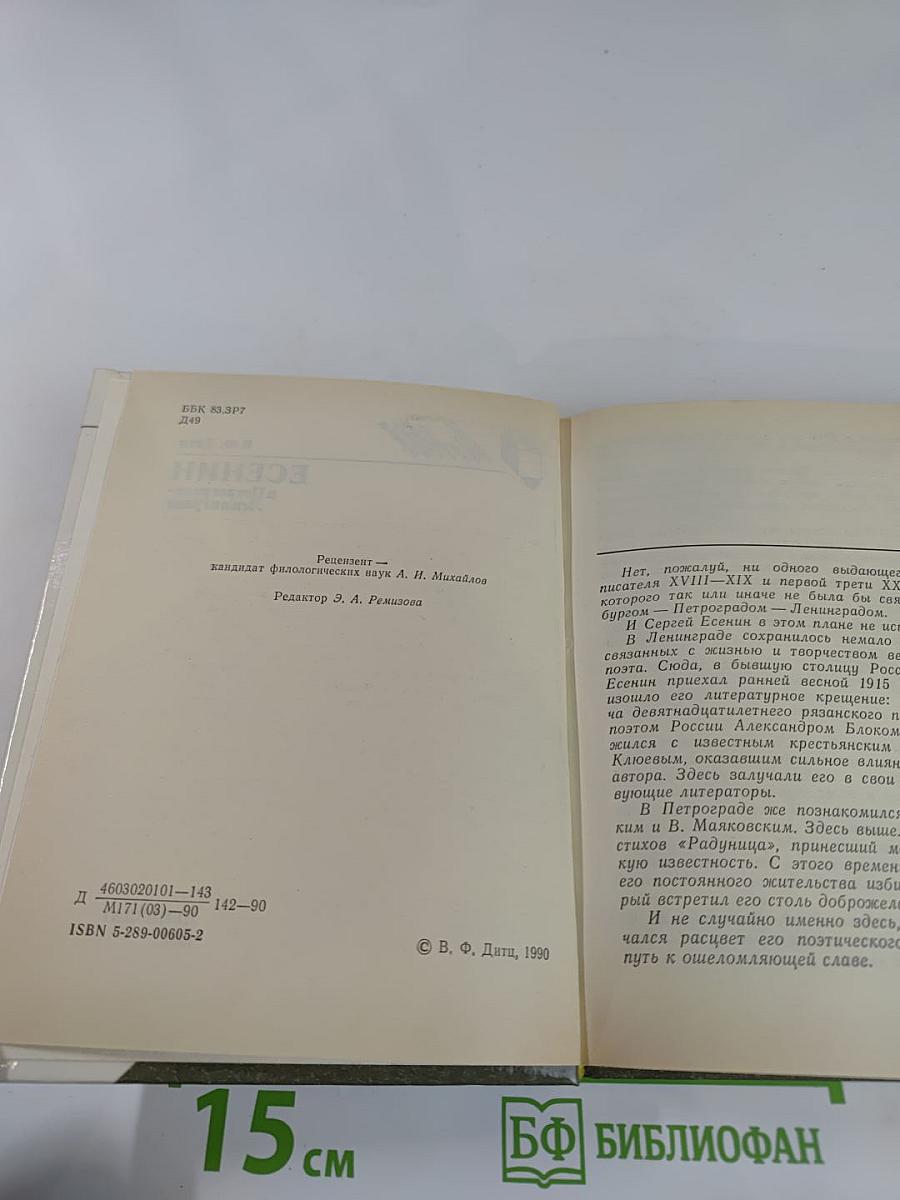 ББК 83.3Р7
Д49
ЕСЕНИН
Рецензент —
кандидат филологических наук А. И. Михайлов
Редактор Э. А. Ремизова
Д 4603020101—143
М171(03)—90
142—90
ISBN 5-289-00605-2
© В. Ф. Дитц, 1990
Нет, пожалуй, ни одного выдающег
писателя XVIII—XIX и первой трети XX
которого так или иначе не была бы свя
бургом — Петроградом — Ленинградом.
И Сергей Есенин в этом плане не ис
В Ленинграде сохранилось немало
связанных с жизнью и творчеством ве
поэта. Сюда, в бывшую столицу Росс
Есенин приехал ранней весной 1915
изошло его литературное крещение:
ча девятнадцатилетнего рязанского п
поэтом России Александром Блоком
жился с известным крестьянским
Клюевым, оказавшим сильное влиян
автора. Здесь залучали его в свои
вующие литераторы.
В Петрограде же познакомился
ким и В. Маяковским. Здесь выше
стихов «Радуница», принесший м
кую известность. С этого времен
его постоянного жительства изби
рый встретил его столь доброжел
И не случайно именно здесь,
чался расцвет его поэтического
путь к ошеломляющей славе.
15 см
БФ БИБЛИОФАН